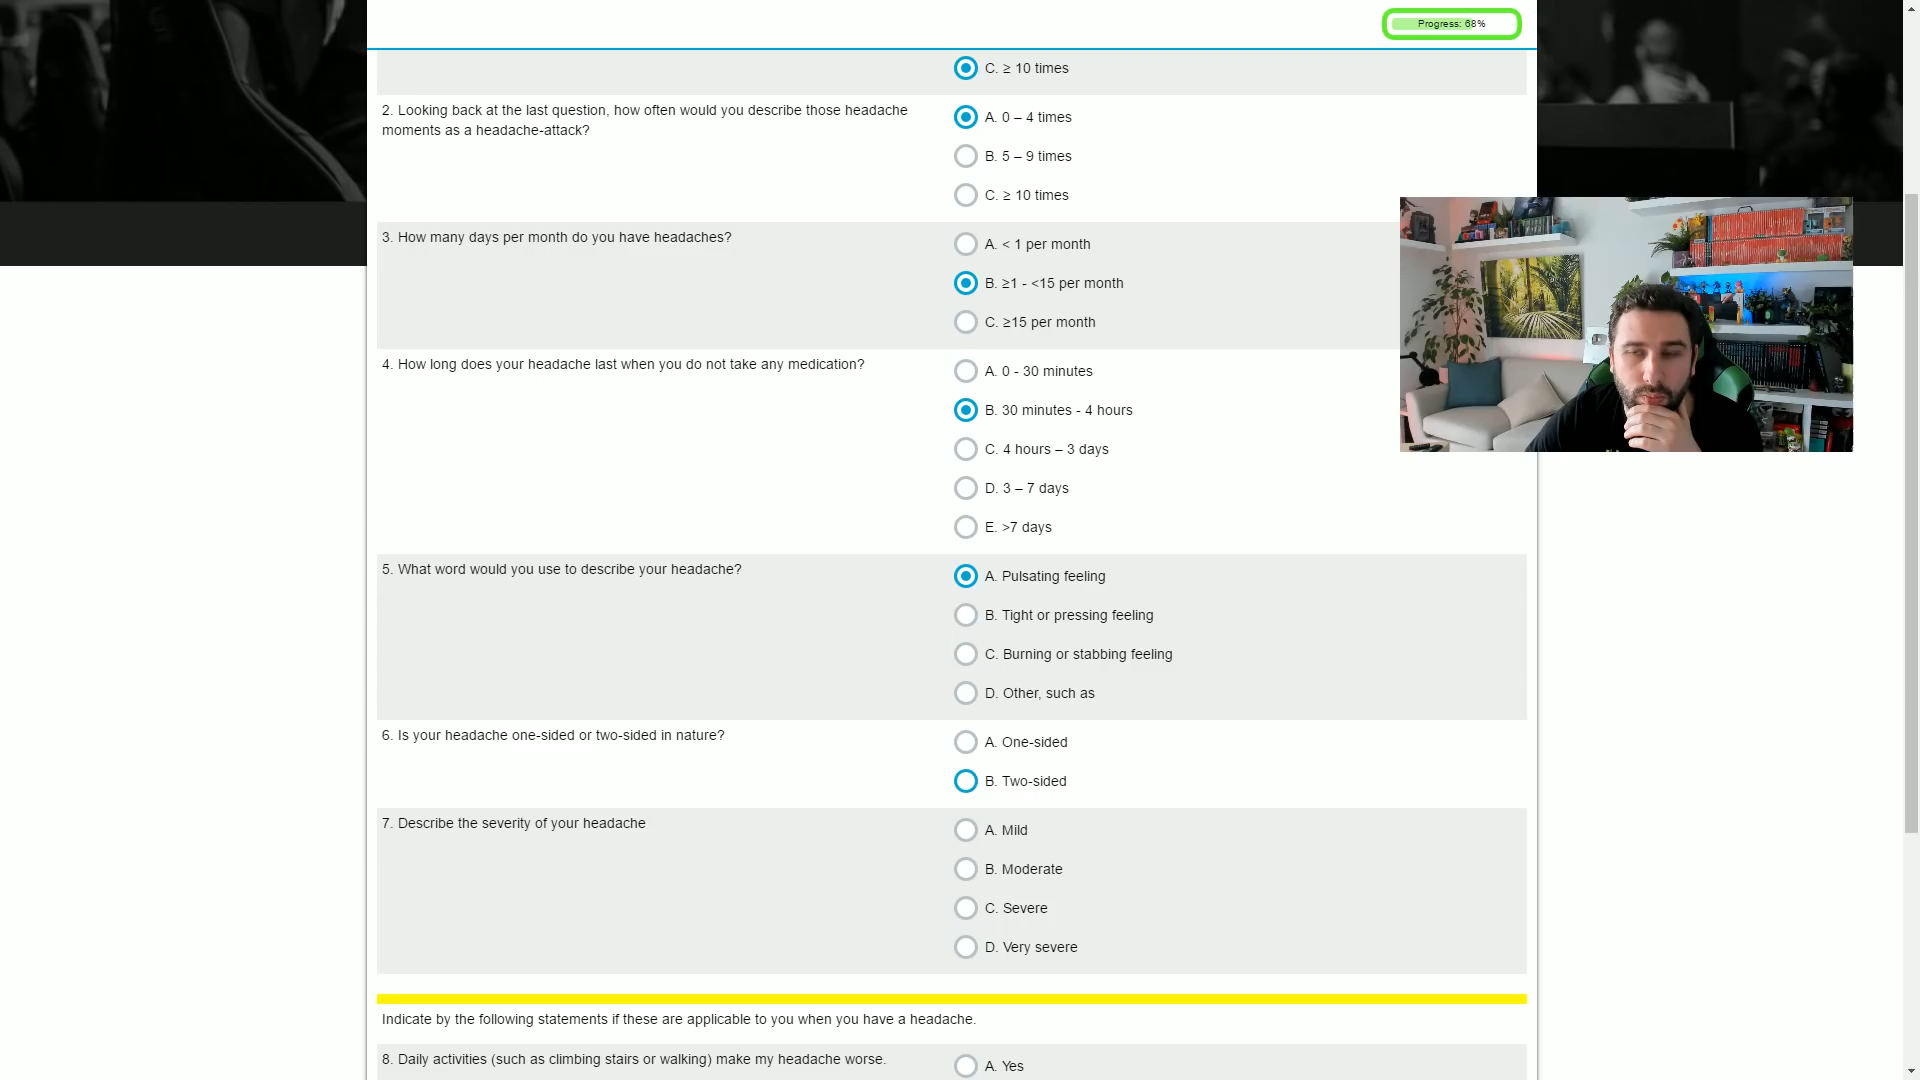 Progress: 68%
C. ≥ 10 times
2. Looking back at the last question, how often would you describe those headache
moments as a headache-attack?
A. 0 – 4 times
B. 5 – 9 times
C. ≥ 10 times
3. How many days per month do you have headaches?
A. < 1 per month
B. ≥1 - <15 per month
C. ≥15 per month
4. How long does your headache last when you do not take any medication?
A. 0 - 30 minutes
B. 30 minutes - 4 hours
C. 4 hours – 3 days
D. 3 – 7 days
E. >7 days
5. What word would you use to describe your headache?
A. Pulsating feeling
B. Tight or pressing feeling
C. Burning or stabbing feeling
D. Other, such as
6. Is your headache one-sided or two-sided in nature?
A. One-sided
B. Two-sided
7. Describe the severity of your headache
A. Mild
B. Moderate
C. Severe
D. Very severe
Indicate by the following statements if these are applicable to you when you have a headache.
8. Daily activities (such as climbing stairs or walking) make my headache worse.
A. Yes